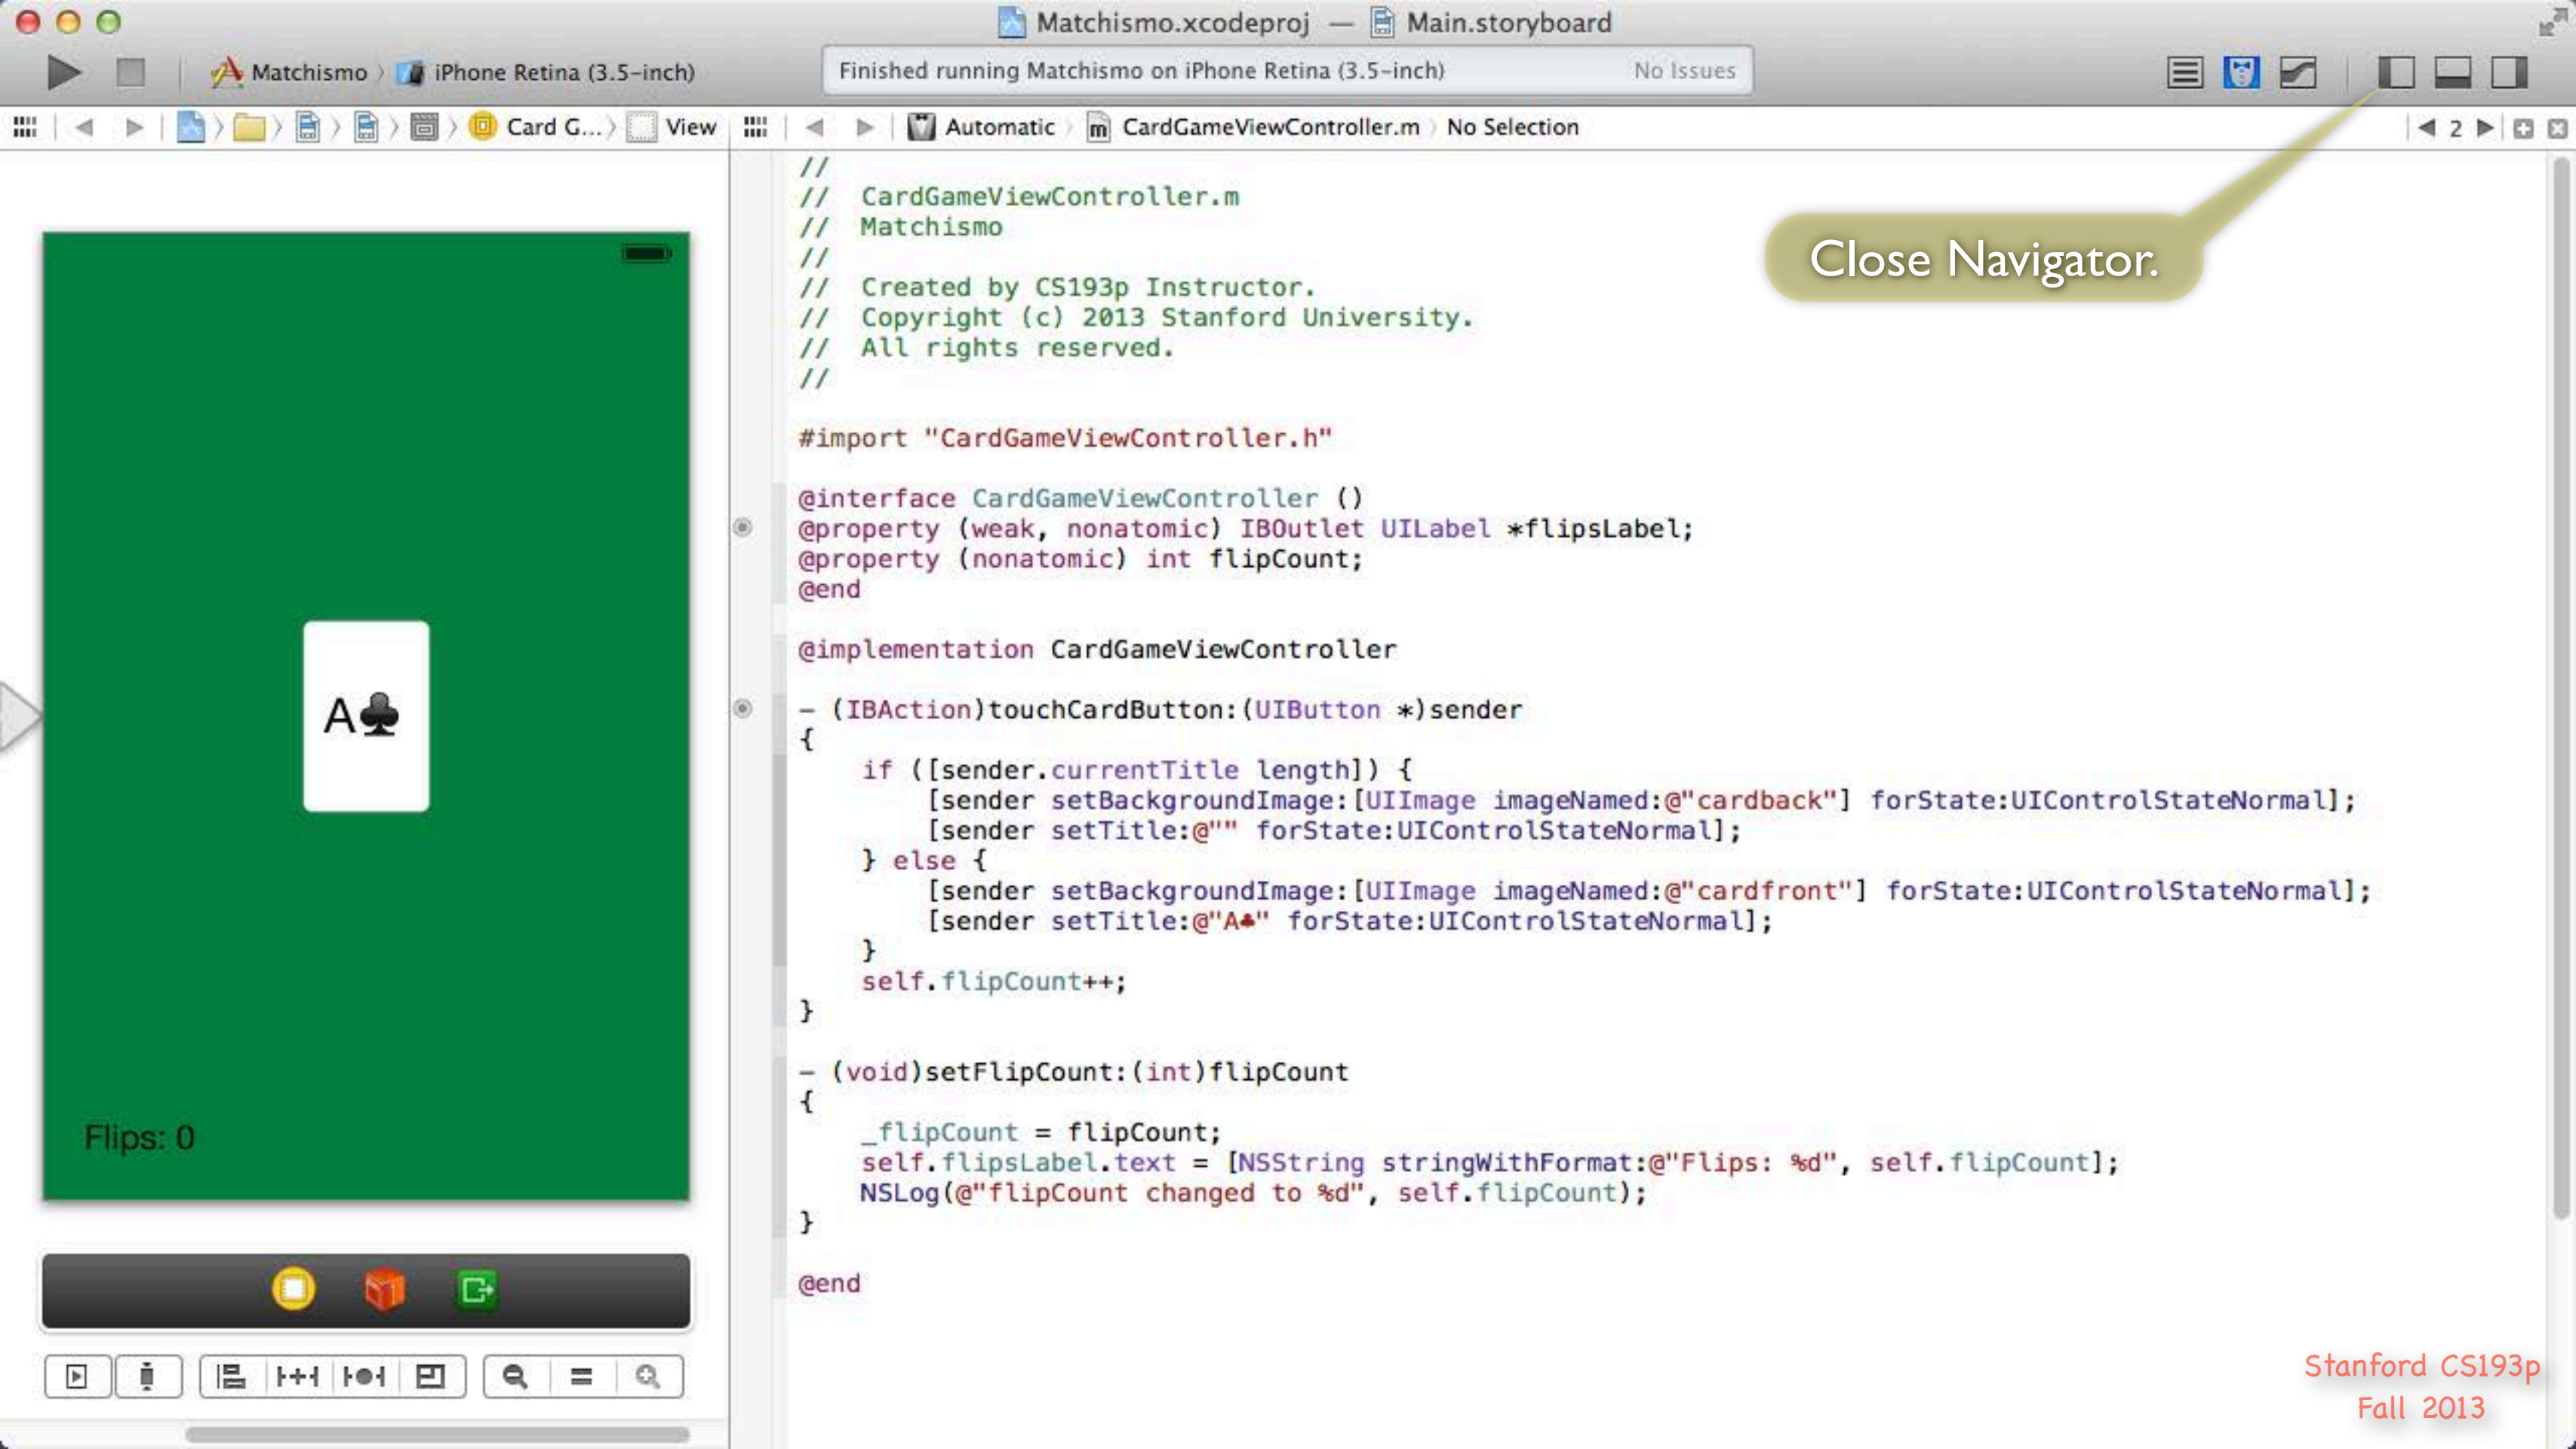 Matchismo.xcodeproj — Main.storyboard
Matchismo iPhone Retina (3.5-inch)
Finished running Matchismo on iPhone Retina (3.5-inch) No Issues
Card G... View
Automatic CardGameViewController.m No Selection
2
//
//  CardGameViewController.m
//  Matchismo
//
//  Created by CS193p Instructor.
//  Copyright (c) 2013 Stanford University.
//  All rights reserved.
//
Close Navigator.
#import "CardGameViewController.h"
@interface CardGameViewController ()
@property (weak, nonatomic) IBOutlet UILabel *flipsLabel;
@property (nonatomic) int flipCount;
@end
@implementation CardGameViewController
- (IBAction)touchCardButton:(UIButton *)sender
{
    if ([sender.currentTitle length]) {
        [sender setBackgroundImage:[UIImage imageNamed:@"cardback"] forState:UIControlStateNormal];
        [sender setTitle:@"" forState:UIControlStateNormal];
    } else {
        [sender setBackgroundImage:[UIImage imageNamed:@"cardfront"] forState:UIControlStateNormal];
        [sender setTitle:@"A♣" forState:UIControlStateNormal];
    }
    self.flipCount++;
}
- (void)setFlipCount:(int)flipCount
{
    _flipCount = flipCount;
    self.flipsLabel.text = [NSString stringWithFormat:@"Flips: %d", self.flipCount];
    NSLog(@"flipCount changed to %d", self.flipCount);
}
@end
A♣
Flips: 0
Stanford CS193p
Fall 2013